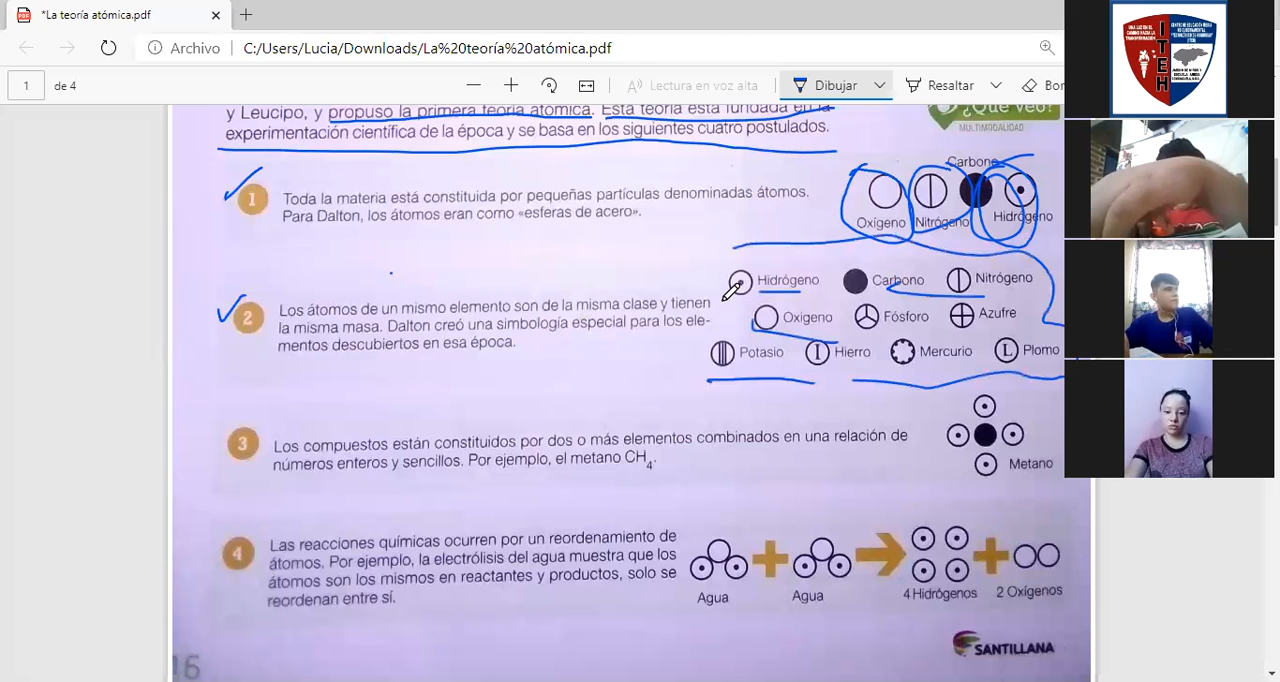 *La teoría atómica.pdf
Archivo C:/Users/Lucia/Downloads/La%20teoría%20atómica.pdf
1 de 4 Lectura en voz alta Dibujar Resaltar Bor
y Leucipo, y propuso la primera teoría atómica. Esta teoría está fundada en la
experimentación científica de la época y se basa en los siguientes cuatro postulados.
¿Qué veo?
MULTIMODALIDAD
1 Toda la materia está constituida por pequeñas partículas denominadas átomos.
Para Dalton, los átomos eran como «esferas de acero».
Carbono
Oxígeno Nitrógeno Hidrógeno
2 Los átomos de un mismo elemento son de la misma clase y tienen
la misma masa. Dalton creó una simbología especial para los ele-
mentos descubiertos en esa época.
Hidrógeno Carbono Nitrógeno
Oxígeno Fósforo Azufre
Potasio I Hierro Mercurio L Plomo
3 Los compuestos están constituidos por dos o más elementos combinados en una relación de
números enteros y sencillos. Por ejemplo, el metano CH₄.
Metano
4 Las reacciones químicas ocurren por un reordenamiento de
átomos. Por ejemplo, la electrólisis del agua muestra que los
átomos son los mismos en reactantes y productos, solo se
reordenan entre sí.
Agua Agua 4 Hidrógenos 2 Oxígenos
SANTILLANA
16
ITEH